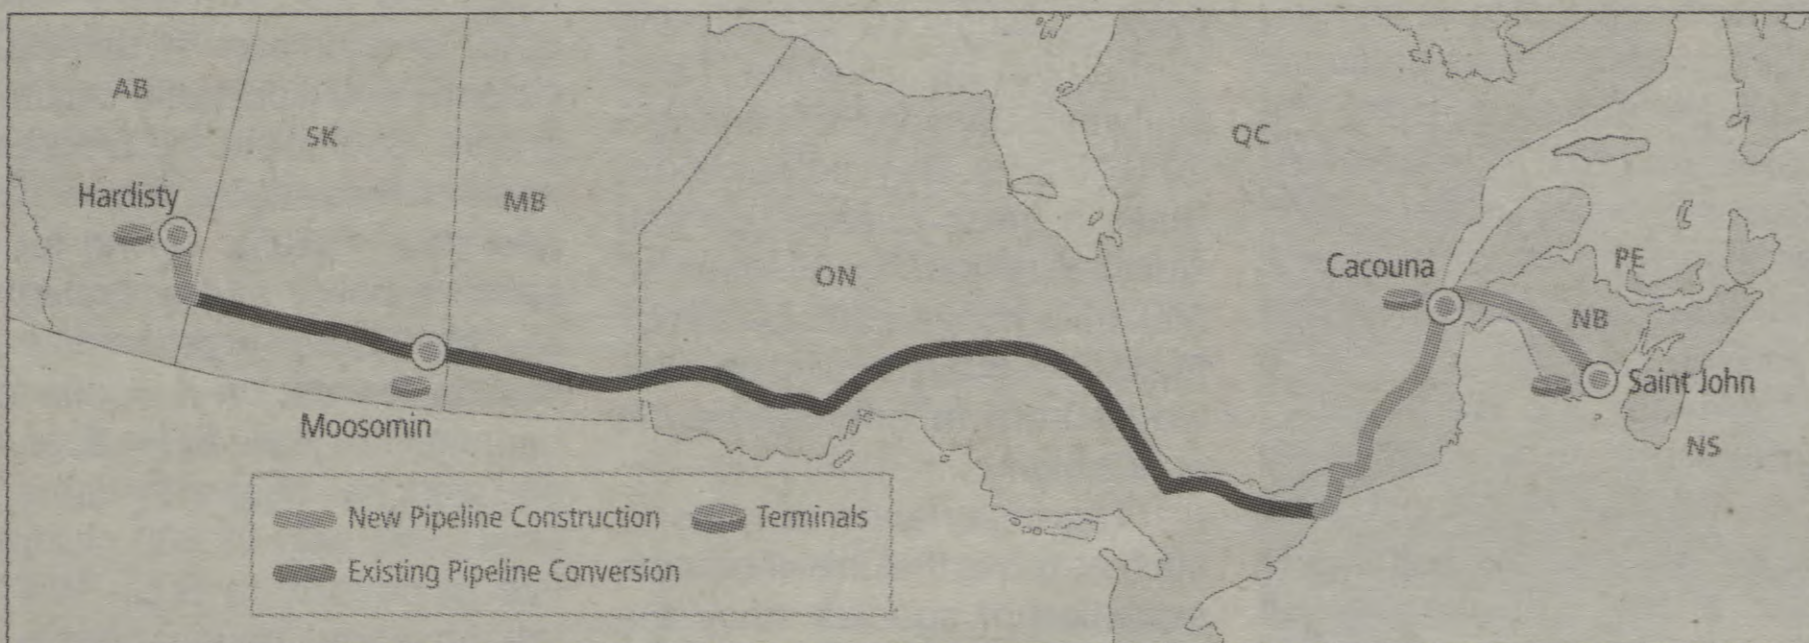 AB
SK
QC
Hardisty
MB
PE
Cacouna
ON
NB
Saint John
Moosomin
NS
New Pipeline Construction
Terminals
Existing Pipeline Conversion